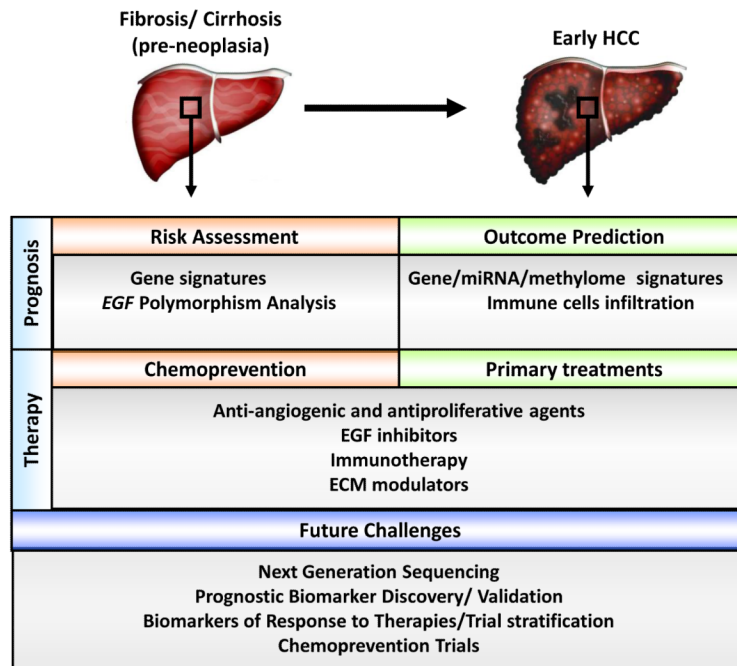 Fibrosis/ Cirrhosis
(pre-neoplasia)
Early HCC
Prognosis
Risk Assessment
Outcome Prediction
Gene signatures
EGF Polymorphism Analysis
Gene/miRNA/methylome signatures
Immune cells infiltration
Therapy
Chemoprevention
Primary treatments
Anti-angiogenic and antiproliferative agents
EGF inhibitors
Immunotherapy
ECM modulators
Future Challenges
Next Generation Sequencing
Prognostic Biomarker Discovery/ Validation
Biomarkers of Response to Therapies/Trial stratification
Chemoprevention Trials